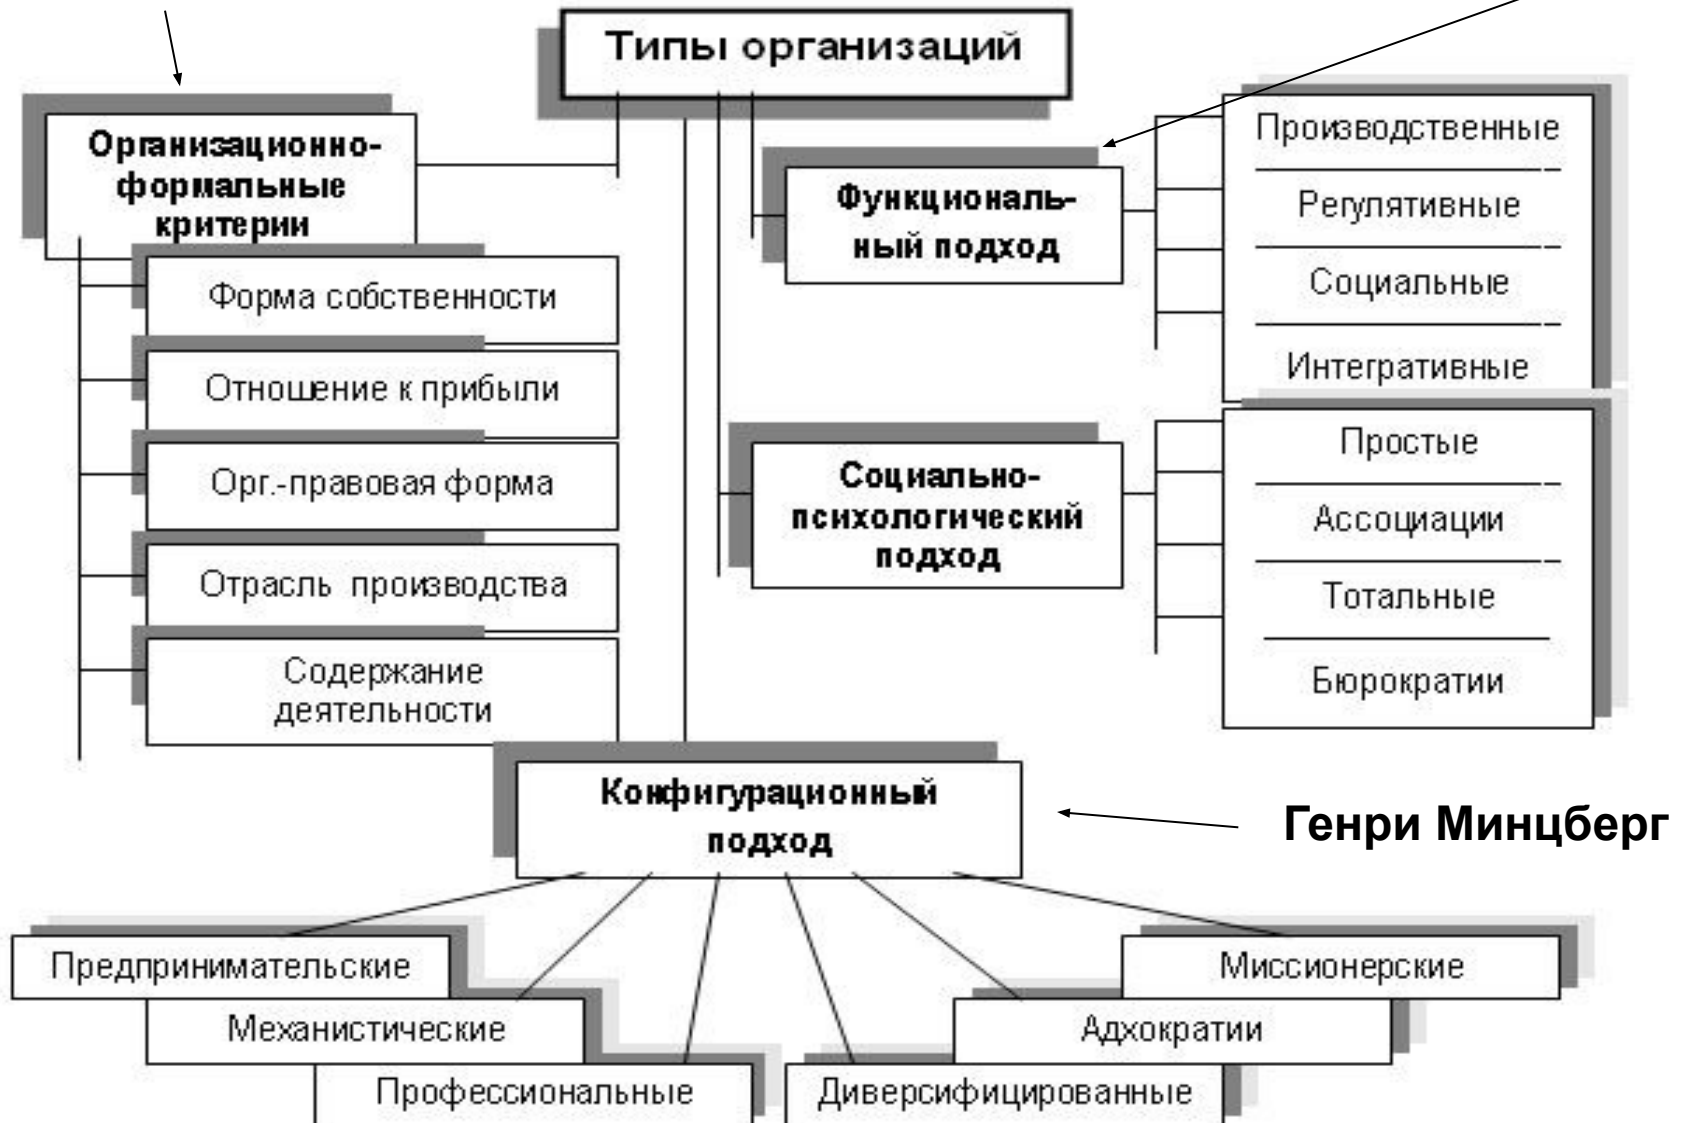 Типы организаций
Организационно-
формальные
критерии
Форма собственности
Отношение к прибыли
Орг.-правовая форма
Отрасль производства
Содержание
деятельности
Функциональ-
ный подход
Производственные
Регулятивные
Социальные
Интегративные
Социально-
психологический
подход
Простые
Ассоциации
Тотальные
Бюрократии
Конфигурационный
подход
Генри Минцберг
Предпринимательские
Механистические
Профессиональные
Диверсифицированные
Адхократии
Миссионерские